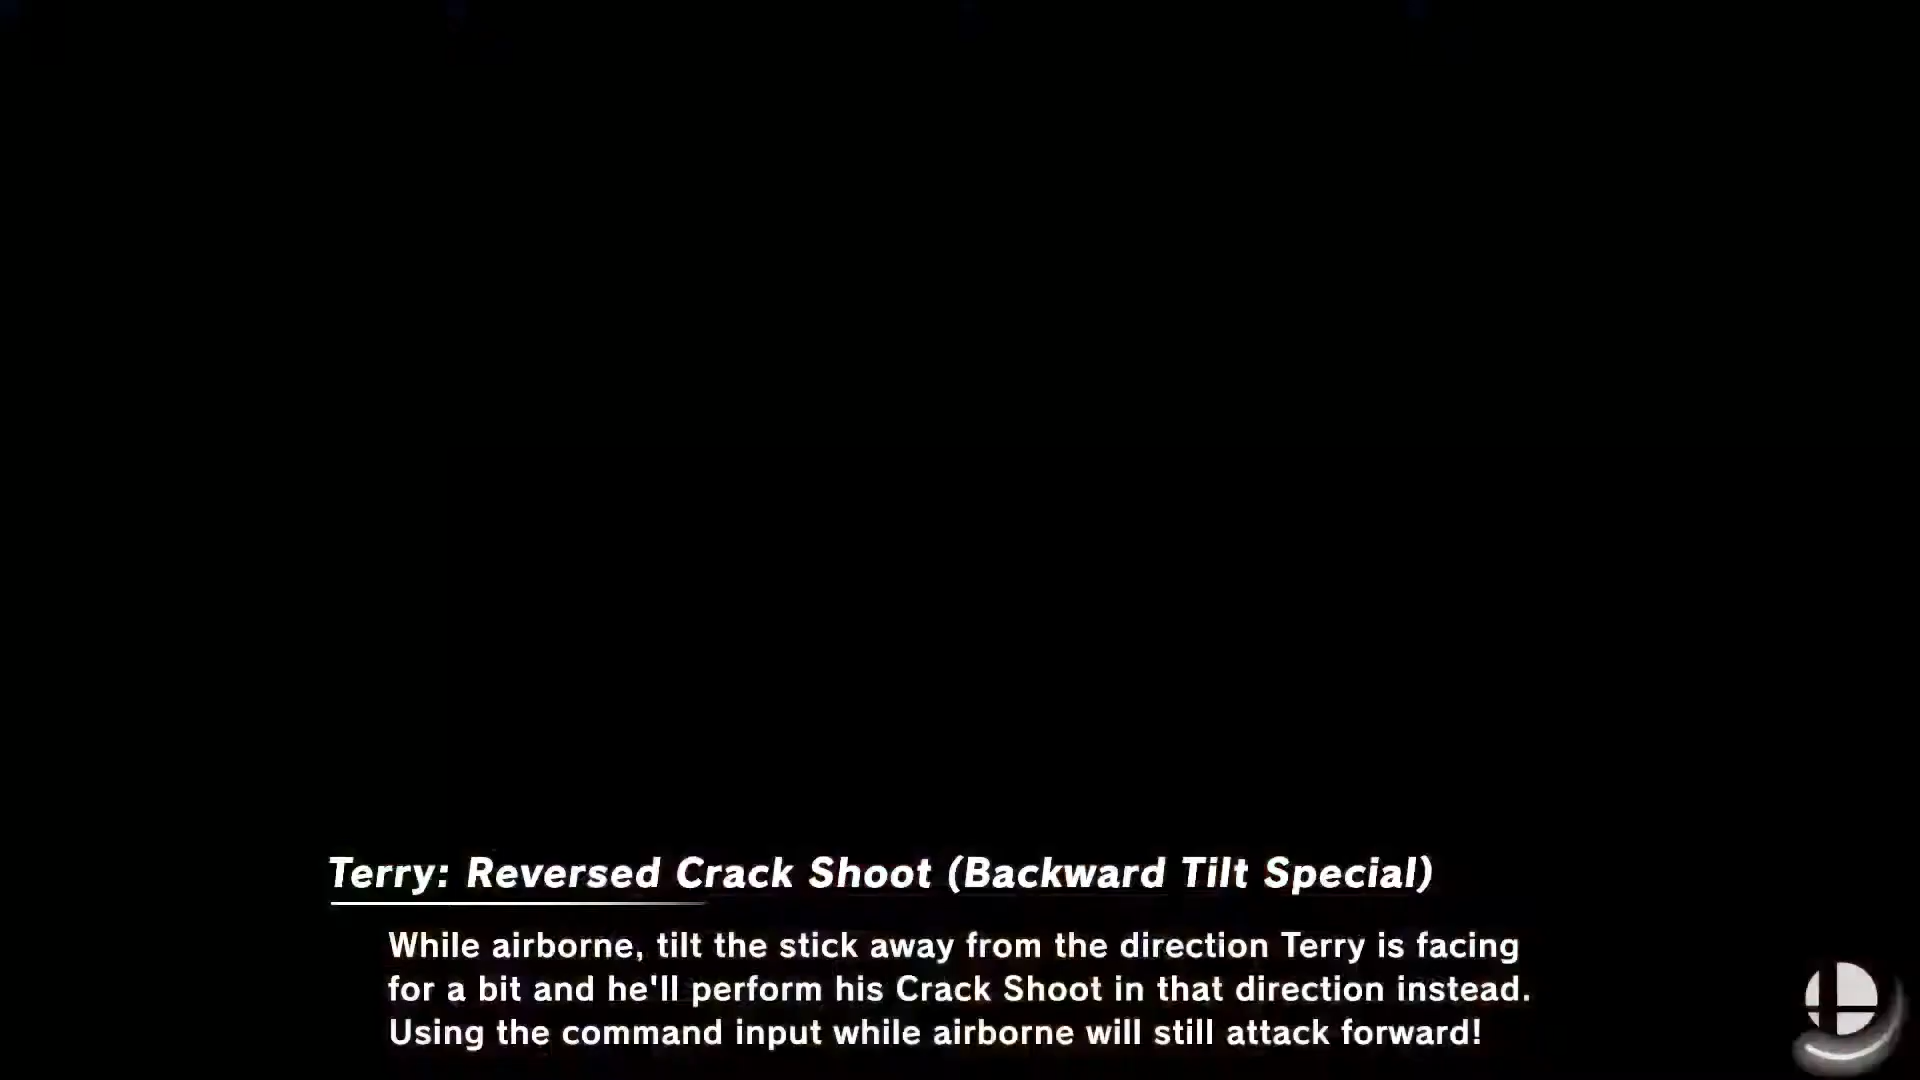 Terry: Reversed Crack Shoot (Backward Tilt Special)
While airborne, tilt the stick away from the direction Terry is facing
for a bit and he'll perform his Crack Shoot in that direction instead.
Using the command input while airborne will still attack forward!